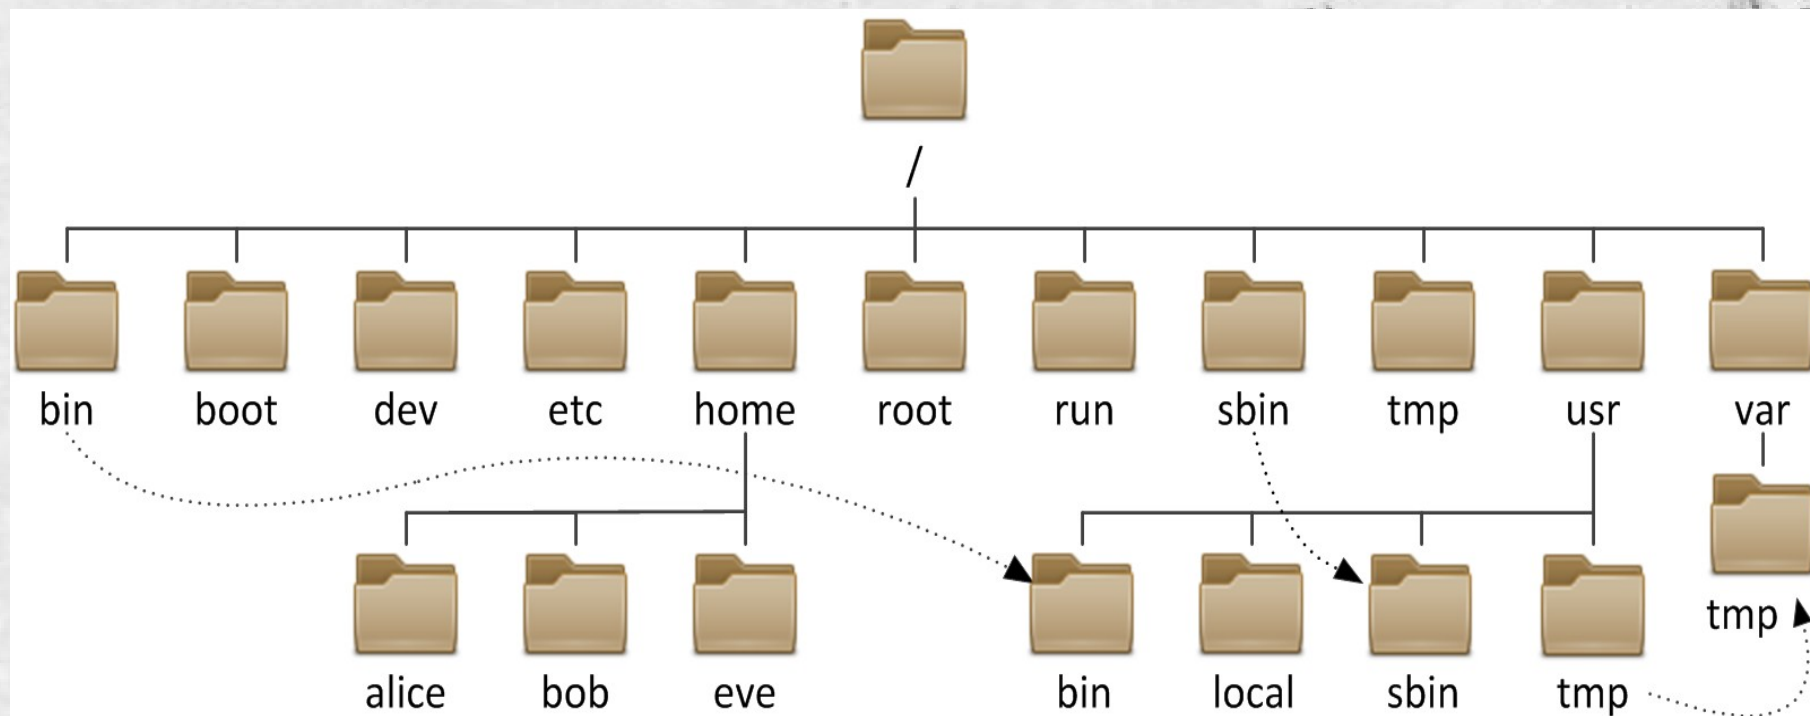 /
bin boot dev etc home root run sbin tmp usr var
tmp
alice bob eve bin local sbin tmp